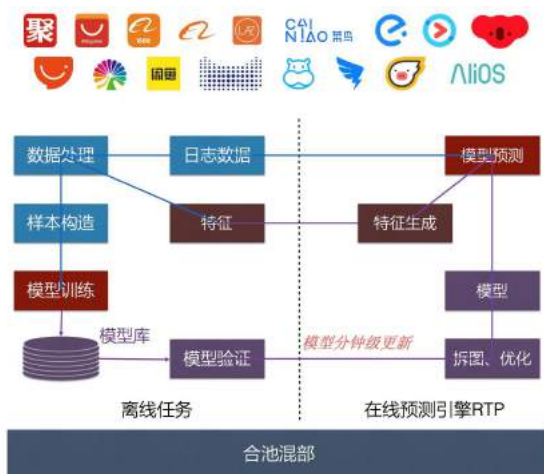 聚
CAI
NIAO 菜鸟
闲鱼
AliOS
数据处理
日志数据
模型预测
样本构造
特征
特征生成
模型训练
模型
模型库
模型验证
模型分钟级更新
拆图、优化
离线任务
在线预测引擎RTP
合池混部